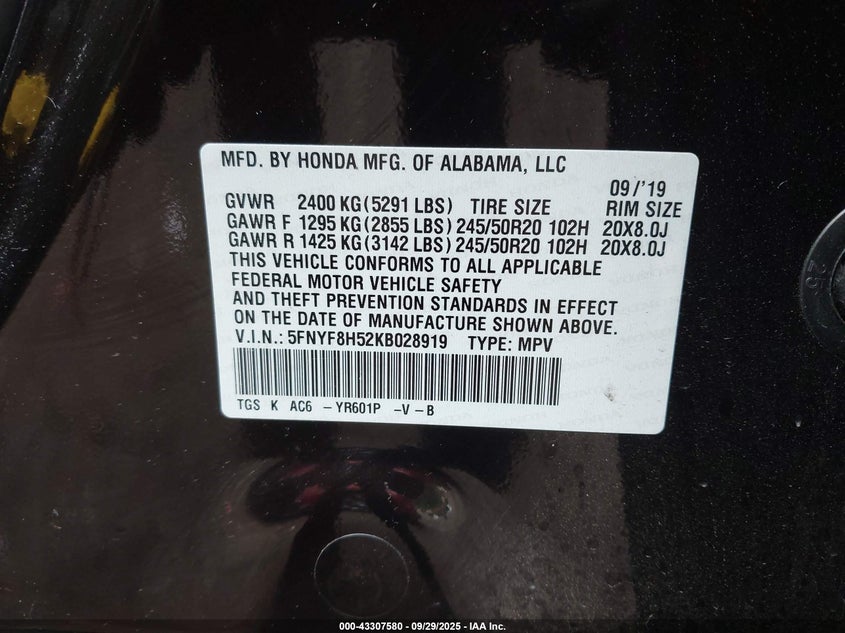 MFD. BY HONDA MFG. OF ALABAMA, LLC
09/'19
GVWR 2400 KG (5291 LBS) TIRE SIZE RIM SIZE
GAWR F 1295 KG (2855 LBS) 245/50R20 102H 20X8.0J
GAWR R 1425 KG (3142 LBS) 245/50R20 102H 20X8.0J
THIS VEHICLE CONFORMS TO ALL APPLICABLE
FEDERAL MOTOR VEHICLE SAFETY
AND THEFT PREVENTION STANDARDS IN EFFECT
ON THE DATE OF MANUFACTURE SHOWN ABOVE.
V.I.N.: 5FNYF8H52KB028919 TYPE: MPV
TGS K AC6 -YR601P -V -B
000-43307580 - 09/29/2025 - IAA Inc.